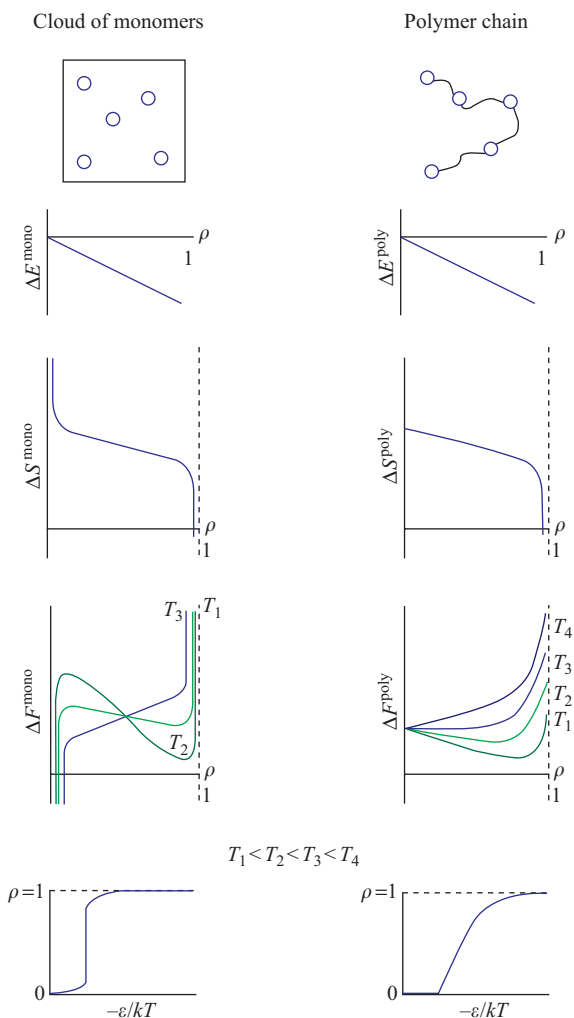 Cloud of monomers
Polymer chain
ΔE^mono
ρ
1
ΔE^poly
ρ
1
ΔS^mono
ρ
1
ΔS^poly
ρ
1
ΔF^mono
T₃
T₁
T₂
ρ
1
ΔF^poly
T₄
T₃
T₂
T₁
ρ
1
T₁ < T₂ < T₃ < T₄
ρ = 1
0
−ε/kT
ρ = 1
0
−ε/kT